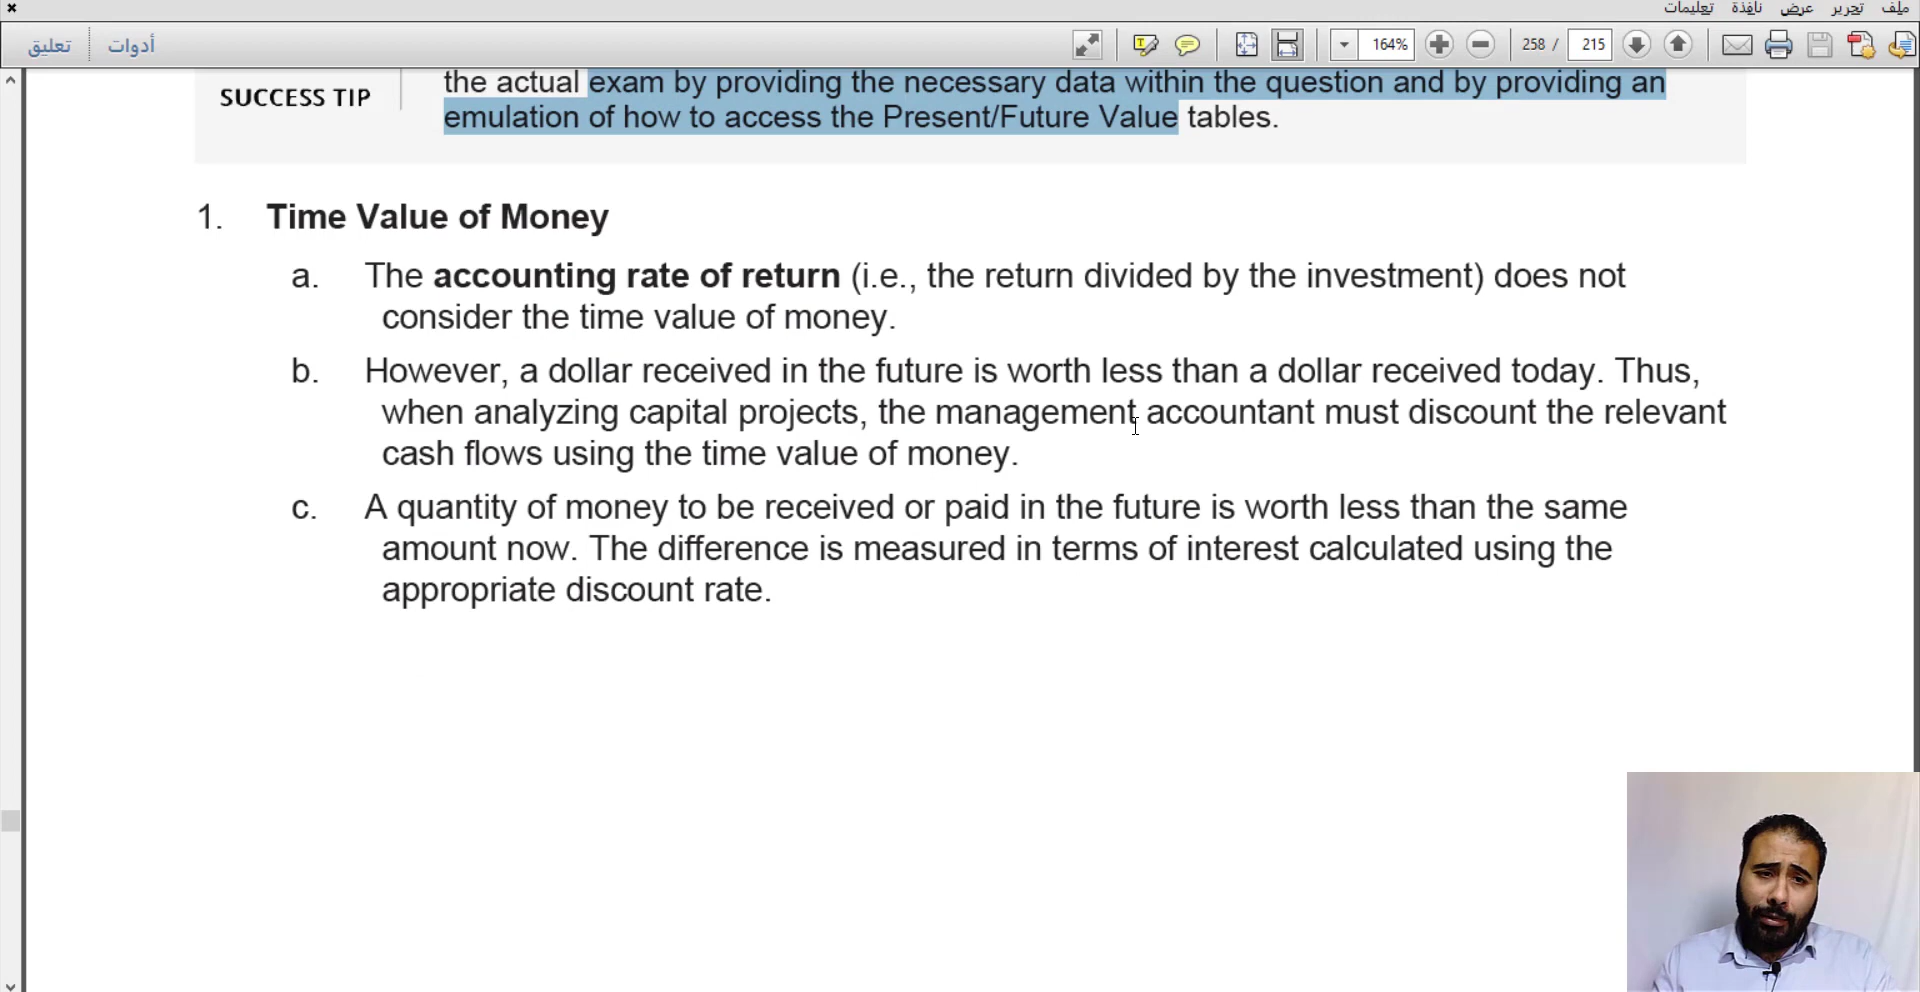 ملف تحرير عرض نافذة تعليمات
258 / 215 164% أدوات تعليق
SUCCESS TIP
the actual exam by providing the necessary data within the question and by providing an
emulation of how to access the Present/Future Value tables.
1. Time Value of Money
a. The accounting rate of return (i.e., the return divided by the investment) does not
consider the time value of money.
b. However, a dollar received in the future is worth less than a dollar received today. Thus,
when analyzing capital projects, the management accountant must discount the relevant
cash flows using the time value of money.
c. A quantity of money to be received or paid in the future is worth less than the same
amount now. The difference is measured in terms of interest calculated using the
appropriate discount rate.